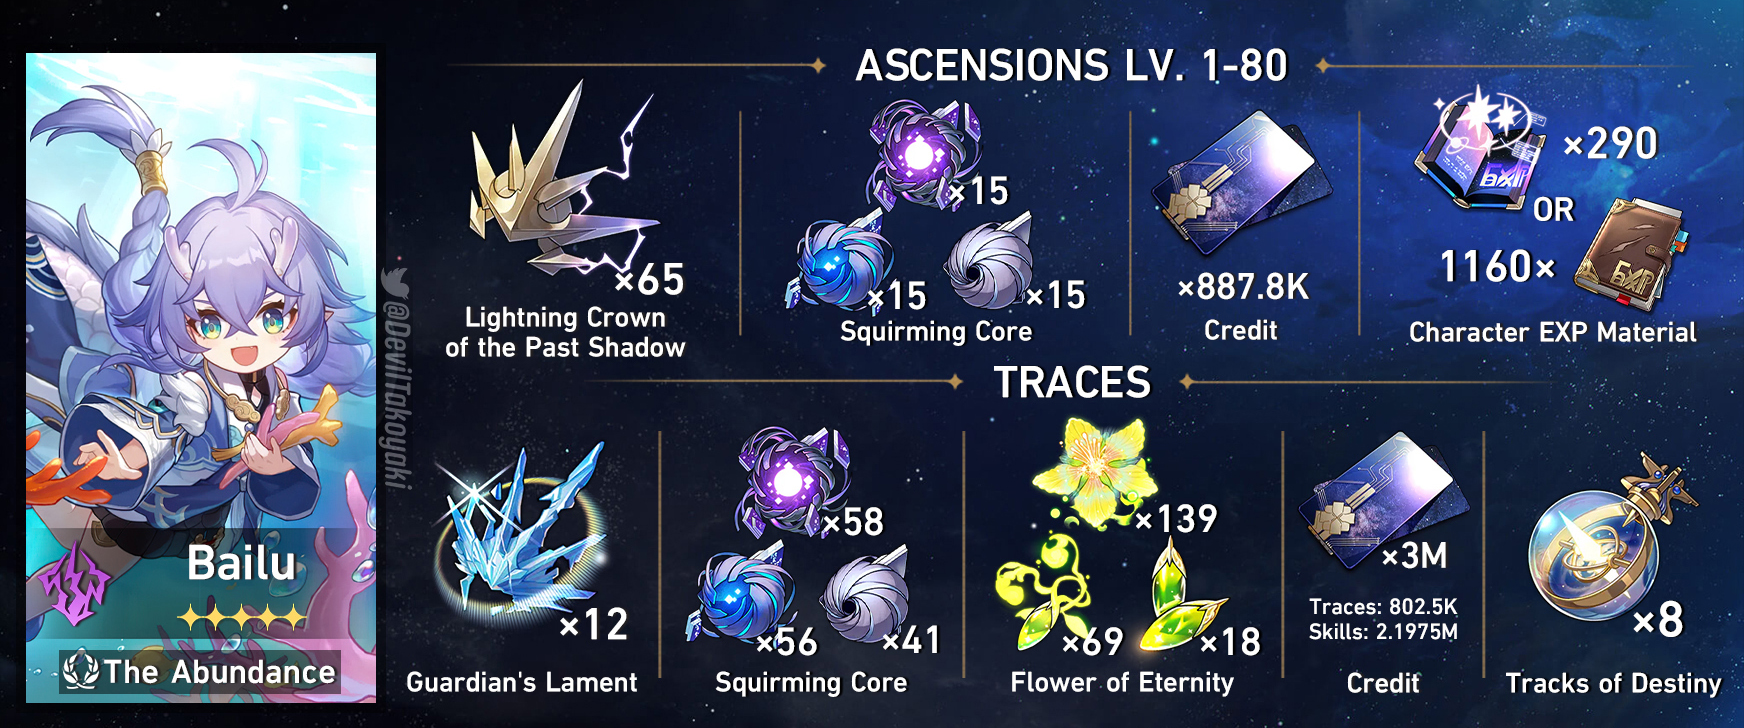 ASCENSIONS LV. 1-80
×65
Lightning Crown
of the Past Shadow
×15
×15
×15
Squirming Core
×887.8K
Credit
EXP
×290
OR
1160×
EXP
Character EXP Material
@DevilTakoyaki
TRACES
×12
Guardian's Lament
×58
×56
×41
Squirming Core
×139
×69
×18
Flower of Eternity
×3M
Traces: 802.5K
Skills: 2.1975M
Credit
×8
Tracks of Destiny
Bailu
The Abundance